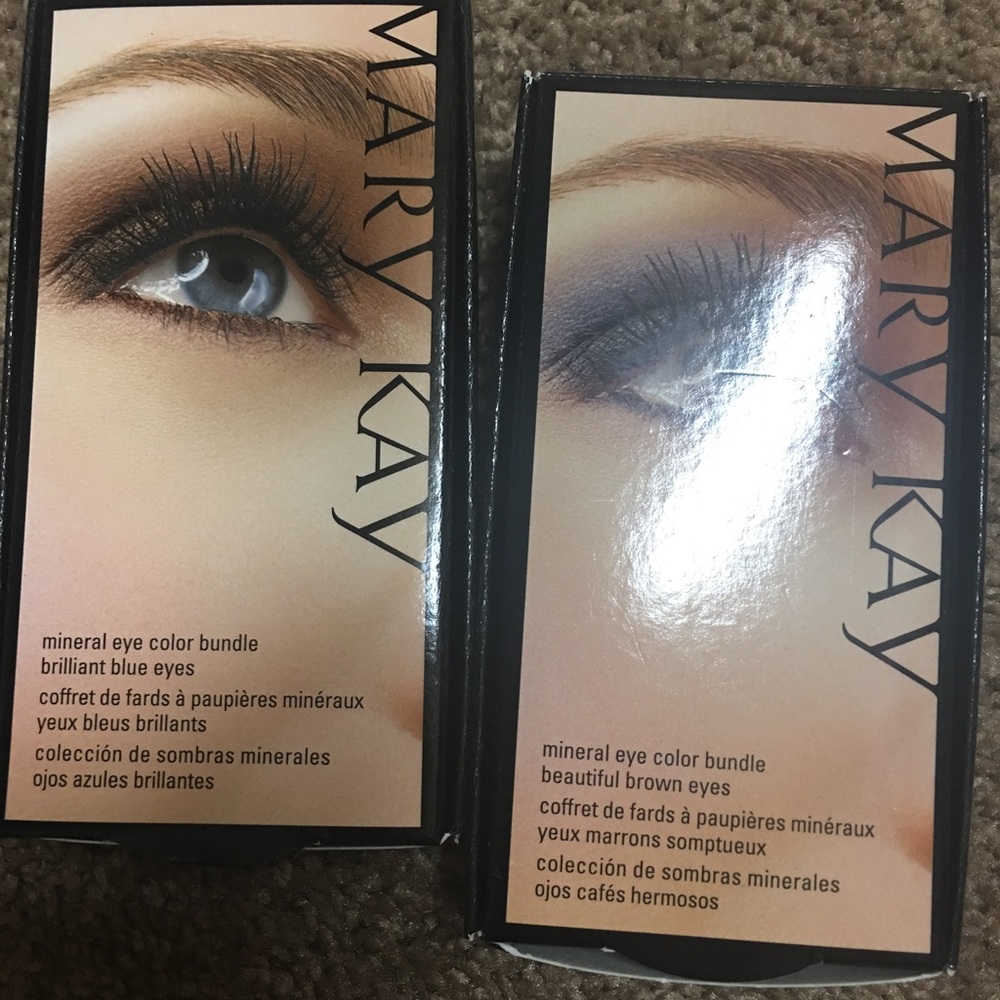 MARY KAY
mineral eye color bundle
brilliant blue eyes
coffret de fards à paupières minéraux
yeux bleus brillants
colección de sombras minerales
ojos azules brillantes
MARY KAY
mineral eye color bundle
beautiful brown eyes
coffret de fards à paupières minéraux
yeux marrons somptueux
colección de sombras minerales
ojos cafés hermosos